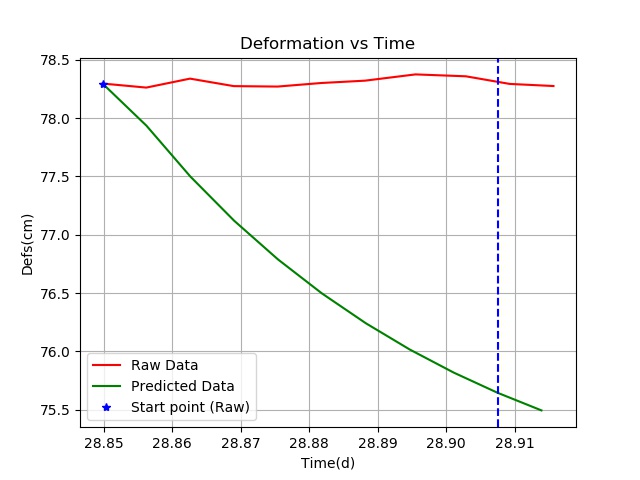 Deformation vs Time
Defs(cm)
78.5
78.0
77.5
77.0
76.5
76.0
75.5
Raw Data
Predicted Data
Start point (Raw)
28.85 28.86 28.87 28.88 28.89 28.90 28.91
Time(d)